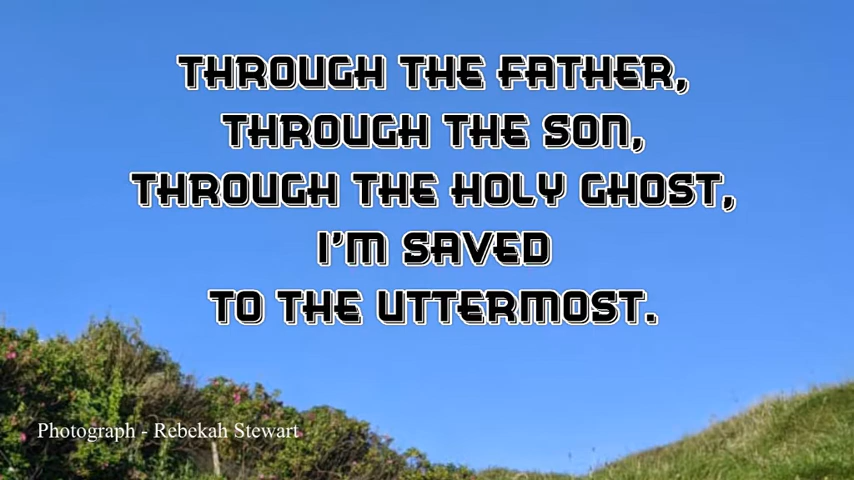 THROUGH THE FATHER,
THROUGH THE SON,
THROUGH THE HOLY GHOST,
I'M SAVED
TO THE UTTERMOST.
Photograph - Rebekah Stewart